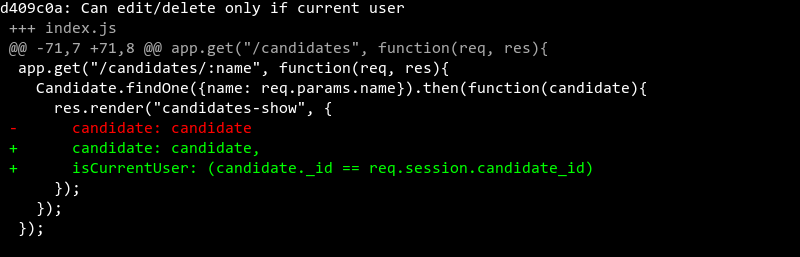 d409c0a: Can edit/delete only if current user
+++ index.js
@@ -71,7 +71,8 @@ app.get("/candidates", function(req, res){
 app.get("/candidates/:name", function(req, res){
   Candidate.findOne({name: req.params.name}).then(function(candidate){
     res.render("candidates-show", {
-      candidate: candidate
+      candidate: candidate,
+      isCurrentUser: (candidate._id == req.session.candidate_id)
     });
   });
 });